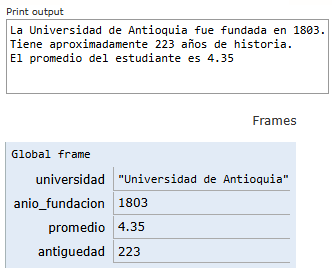 Print output
La Universidad de Antioquia fue fundada en 1803.
Tiene aproximadamente 223 años de historia.
El promedio del estudiante es 4.35
Frames
Global frame
universidad "Universidad de Antioquia"
anio_fundacion 1803
promedio 4.35
antiguedad 223